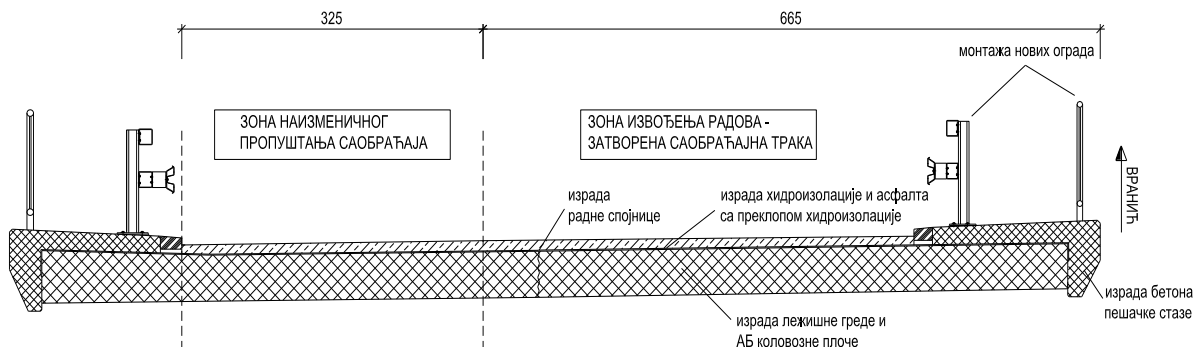 325
665
монтажа нових ограда
ЗОНА НАИЗМЕНИЧНОГ
ПРОПУШТАЊА САОБРАЋАЈА
ЗОНА ИЗВОЂЕЊА РАДОВА -
ЗАТВОРЕНА САОБРАЋАЈНА ТРАКА
ВРАНИЋ
израда
радне спојнице
израда хидроизолације и асфалта
са преклопом хидроизолације
израда бетона
пешачке стазе
израда лежишне греде и
АБ коловозне плоче